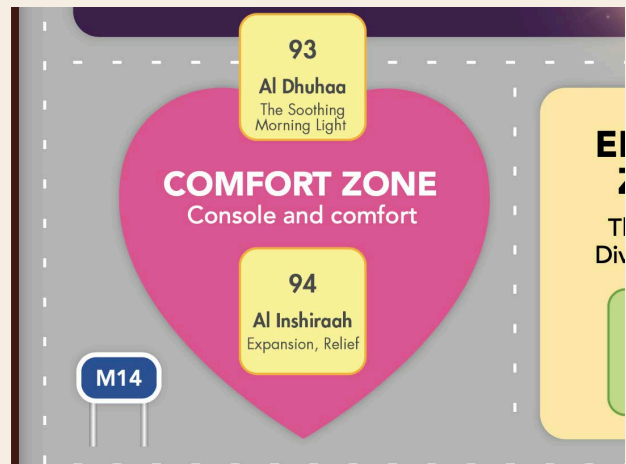 93
Al Dhuhaa
The Soothing
Morning Light
COMFORT ZONE
Console and comfort
94
Al Inshiraah
Expansion, Relief
M14